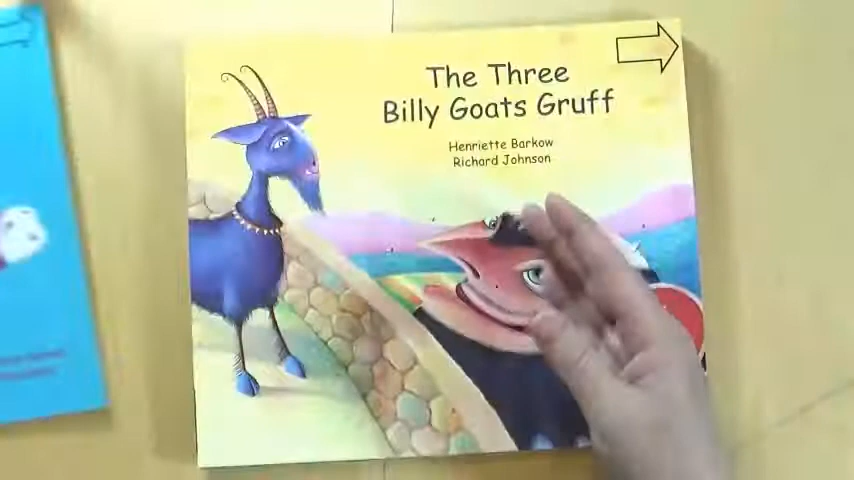 The Three
Billy Goats Gruff
Henriette Barkow
Richard Johnson